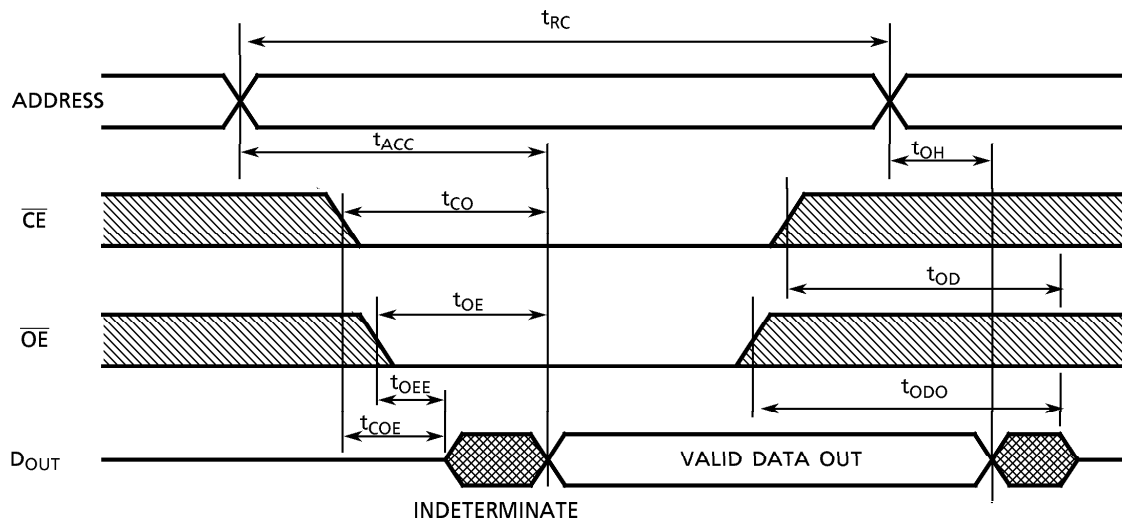 tRC
ADDRESS
tACC
tOH
CE
tCO
tOD
OE
tOE
tOEE
tODO
tCOE
DOUT
VALID DATA OUT
INDETERMINATE